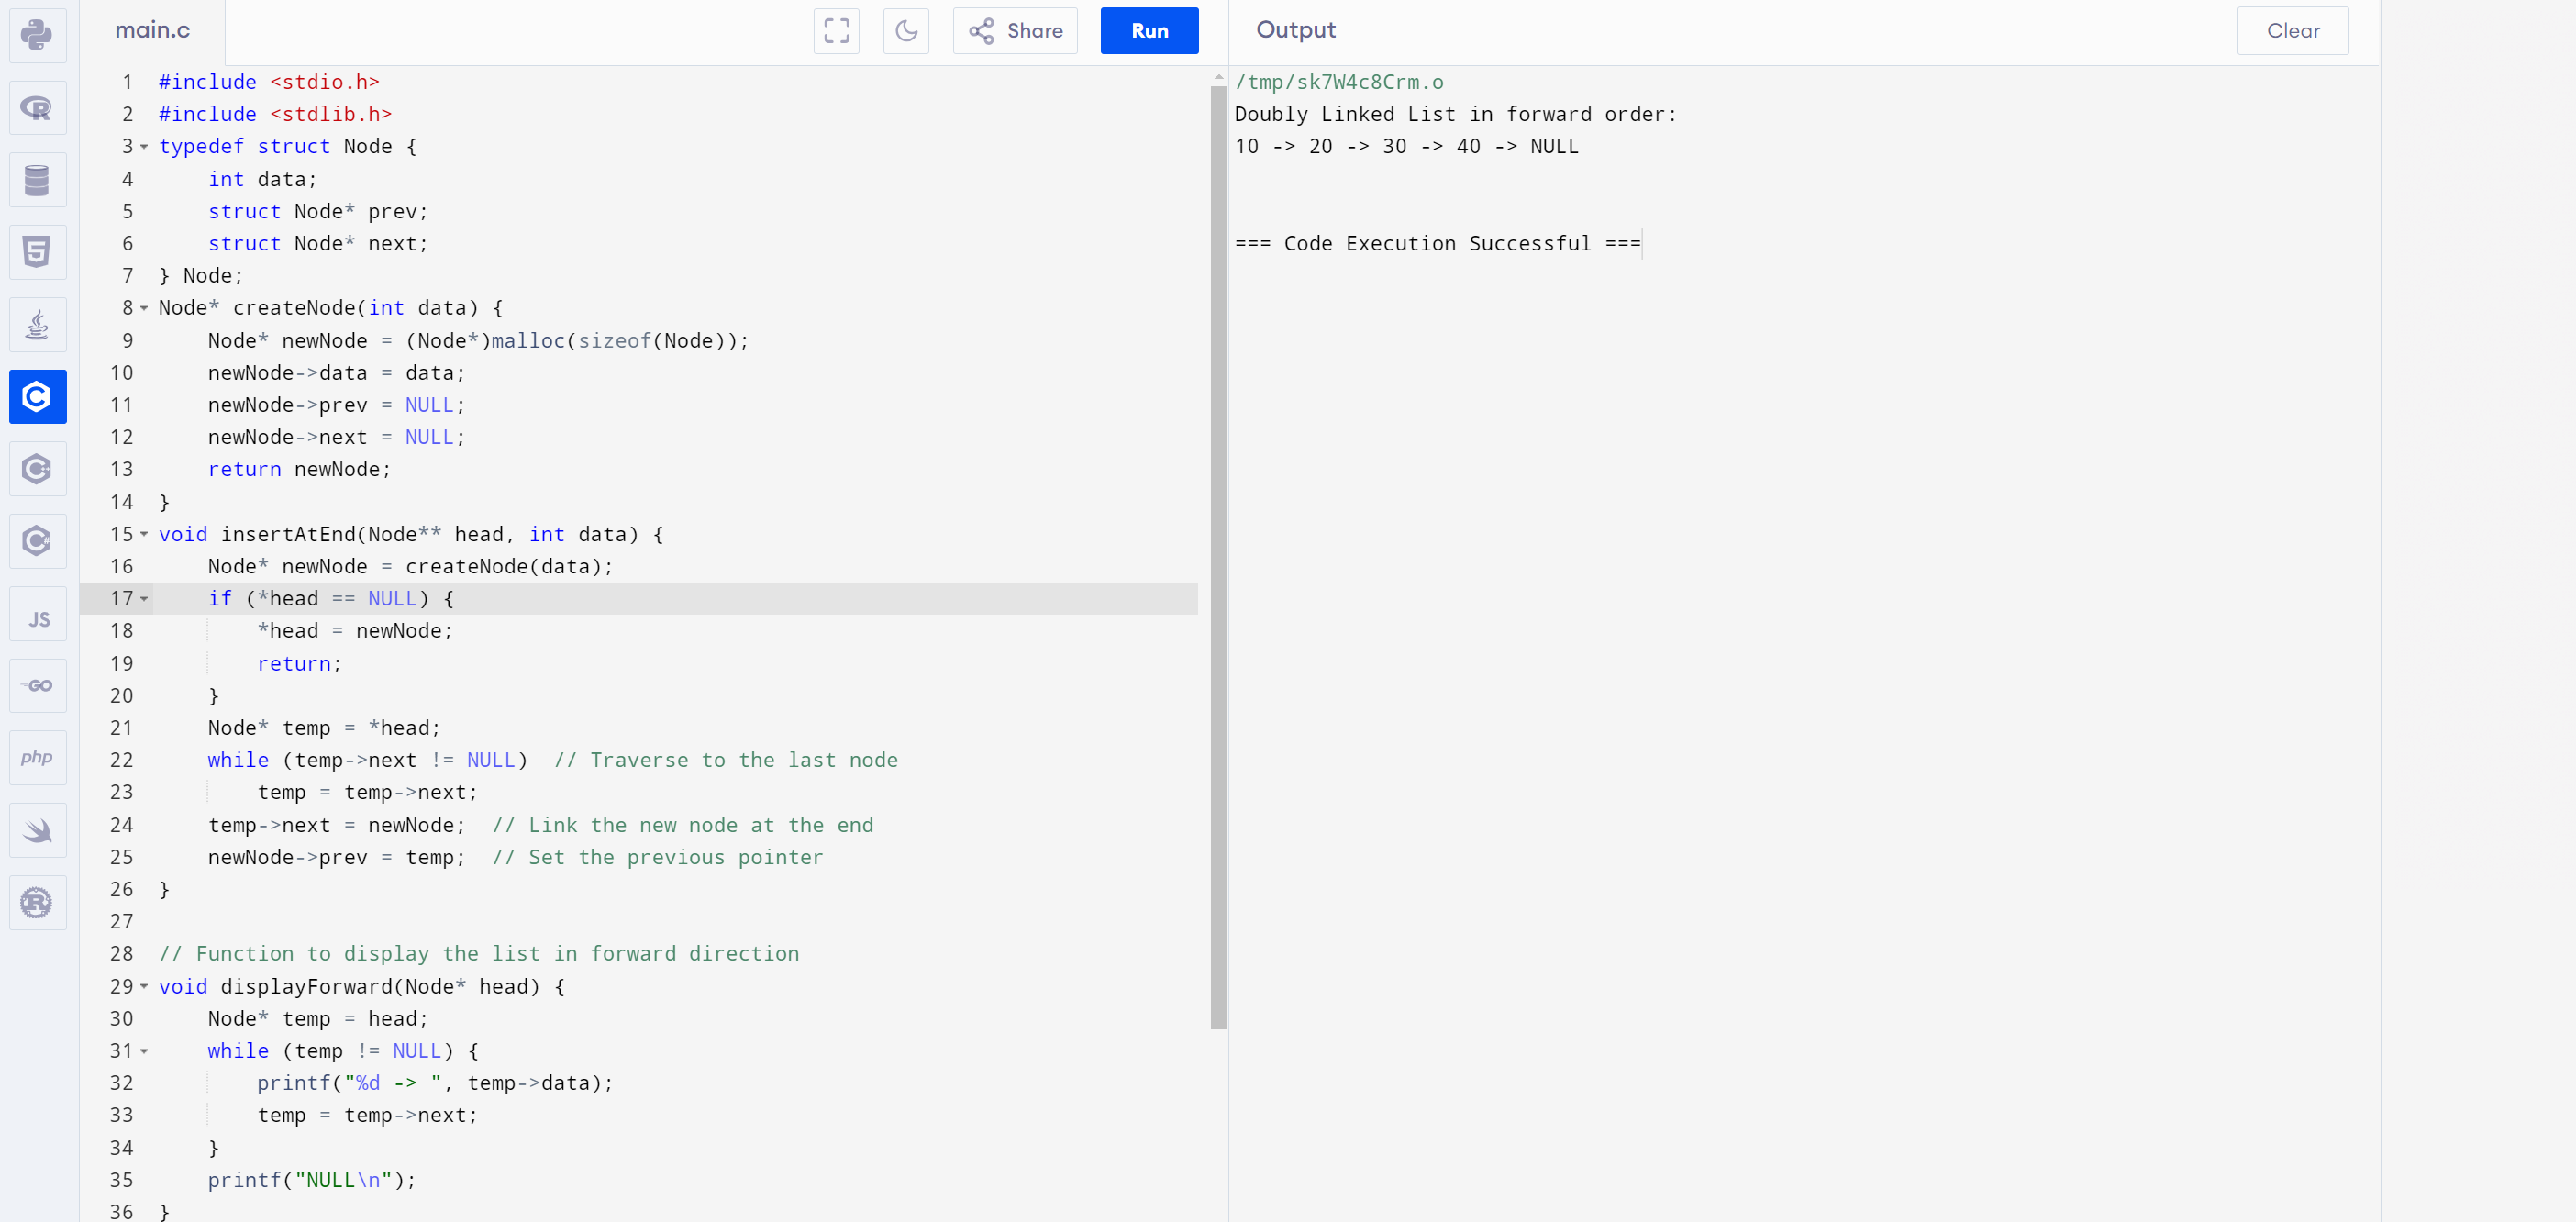 main.c
Share
Run
Output
Clear
1 #include <stdio.h>
2 #include <stdlib.h>
3 typedef struct Node {
4     int data;
5     struct Node* prev;
6     struct Node* next;
7 } Node;
8 Node* createNode(int data) {
9     Node* newNode = (Node*)malloc(sizeof(Node));
10     newNode->data = data;
11     newNode->prev = NULL;
12     newNode->next = NULL;
13     return newNode;
14 }
15 void insertAtEnd(Node** head, int data) {
16     Node* newNode = createNode(data);
17     if (*head == NULL) {
18         *head = newNode;
19         return;
20     }
21     Node* temp = *head;
22     while (temp->next != NULL)  // Traverse to the last node
23         temp = temp->next;
24     temp->next = newNode;  // Link the new node at the end
25     newNode->prev = temp;  // Set the previous pointer
26 }
27
28 // Function to display the list in forward direction
29 void displayForward(Node* head) {
30     Node* temp = head;
31     while (temp != NULL) {
32         printf("%d -> ", temp->data);
33         temp = temp->next;
34     }
35     printf("NULL\n");
36 }
/tmp/sk7W4c8Crm.o
Doubly Linked List in forward order:
10 -> 20 -> 30 -> 40 -> NULL
=== Code Execution Successful ===
R
5
C
C
C#
JS
GO
php
R